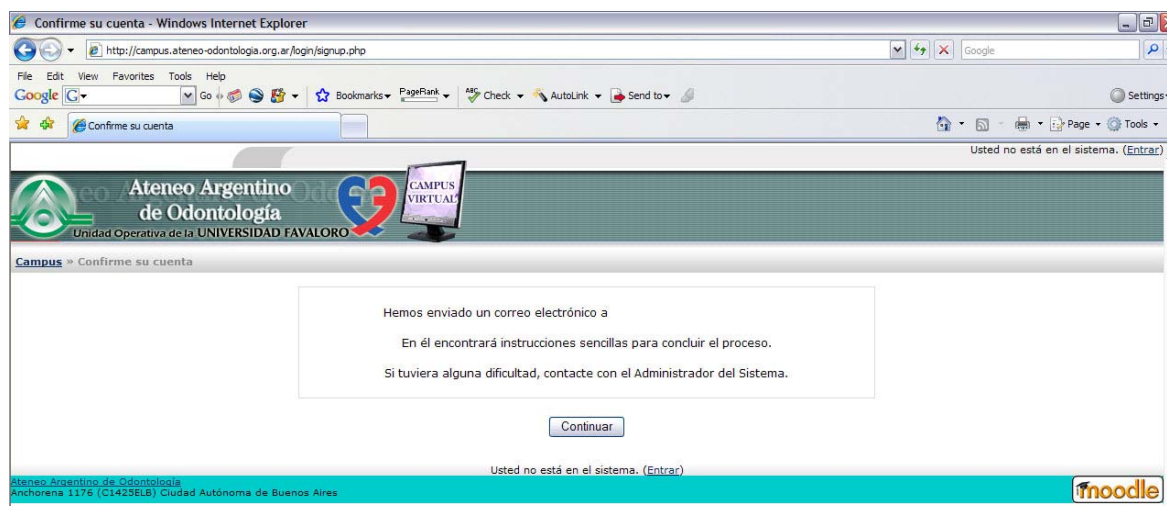 Confirme su cuenta - Windows Internet Explorer
http://campus.ateneo-odontologia.org.ar/login/signup.php
Google
File Edit View Favorites Tools Help
Google G Go Bookmarks PageRank Check AutoLink Send to Settings
Confirme su cuenta Page Tools
Usted no está en el sistema. (Entrar)
Ateneo Argentino
de Odontología
Unidad Operativa de la UNIVERSIDAD FAVALORO
CAMPUS
VIRTUAL
Campus » Confirme su cuenta
Hemos enviado un correo electrónico a
En él encontrará instrucciones sencillas para concluir el proceso.
Si tuviera alguna dificultad, contacte con el Administrador del Sistema.
Continuar
Usted no está en el sistema. (Entrar)
Ateneo Argentino de Odontología
Anchorena 1176 (C1425ELB) Ciudad Autónoma de Buenos Aires
moodle